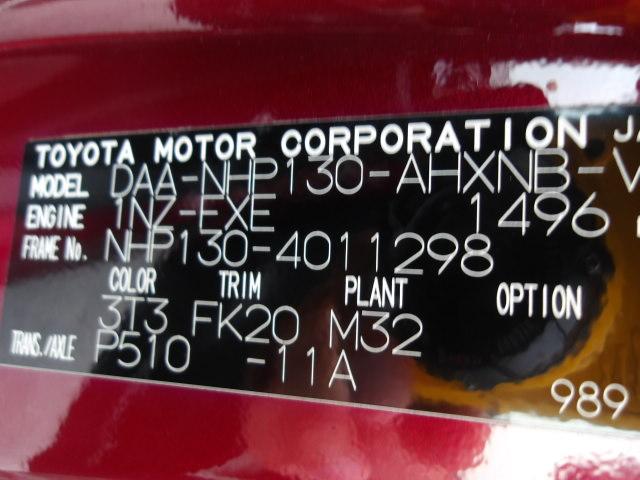 TOYOTA MOTOR CORPORATION JA
MODEL DAA-NHP130-AHXNB-V
ENGINE 1NZ-EXE 1496
FRAME No. NHP130-4011298
COLOR TRIM PLANT OPTION
3T3 FK20 M32
TRANS./AXLE P510 -11A
989